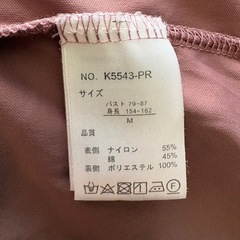 NO. K5543-PR
サイズ
バスト 79-87
身長 154-162
M
品質
表側 ナイロン 55%
綿 45%
裏側 ポリエステル 100%